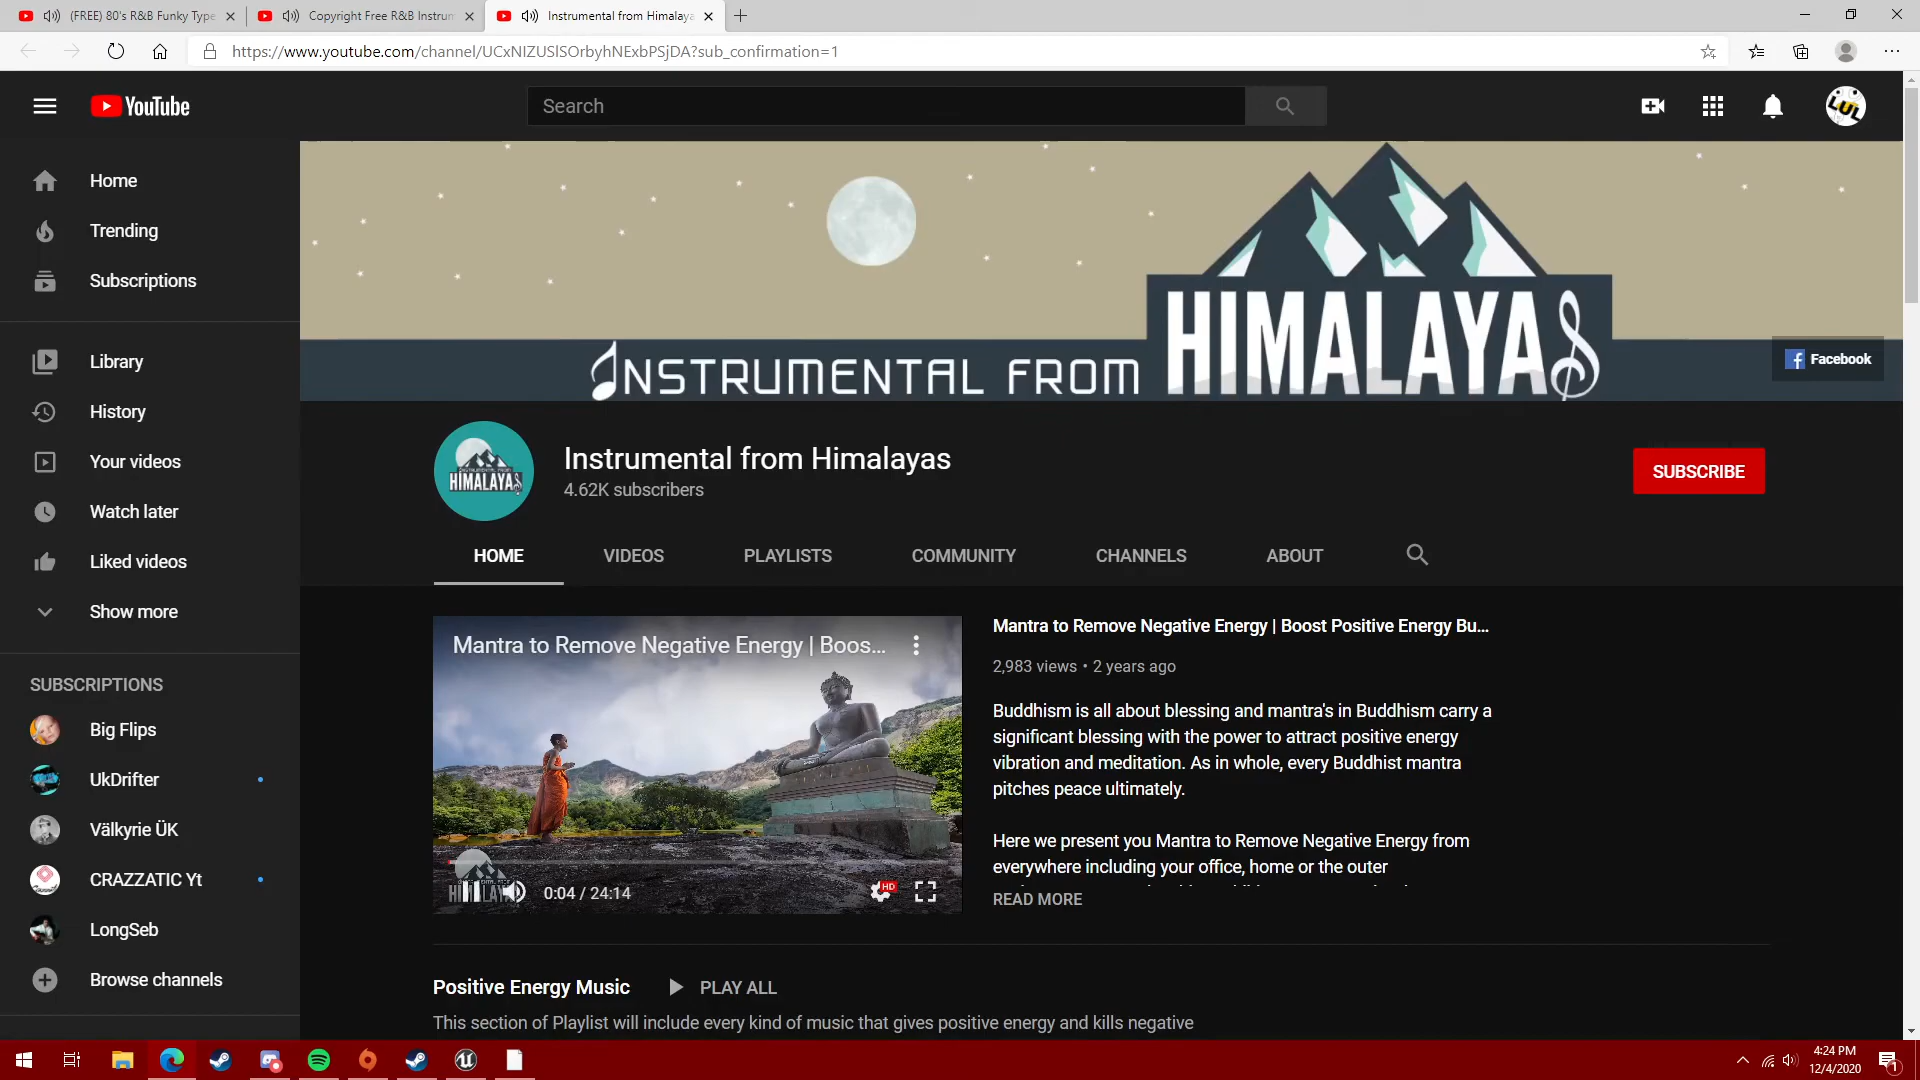 (FREE) 80's R&B Funky Type
Copyright Free R&B Instrum
Instrumental from Himalaya
https://www.youtube.com/channel/UCxNIZUSlSOrbyhNExbPSjDA?sub_confirmation=1
YouTube
Search
LUL
Home
Trending
Subscriptions
Library
History
Your videos
Watch later
Liked videos
Show more
SUBSCRIPTIONS
Big Flips
UkDrifter
Välkyrie ÜK
CRAZZATIC Yt
LongSeb
Browse channels
INSTRUMENTAL FROM HIMALAYAS
Facebook
INSTRUMENTAL FROM
HIMALAYAS
Instrumental from Himalayas
4.62K subscribers
SUBSCRIBE
HOME VIDEOS PLAYLISTS COMMUNITY CHANNELS ABOUT
Mantra to Remove Negative Energy | Boos...
0:04 / 24:14
HD
Mantra to Remove Negative Energy | Boost Positive Energy Bu...
2,983 views • 2 years ago
Buddhism is all about blessing and mantra's in Buddhism carry a
significant blessing with the power to attract positive energy
vibration and meditation. As in whole, every Buddhist mantra
pitches peace ultimately.
Here we present you Mantra to Remove Negative Energy from
everywhere including your office, home or the outer
READ MORE
Positive Energy Music PLAY ALL
This section of Playlist will include every kind of music that gives positive energy and kills negative
4:24 PM
12/4/2020
1